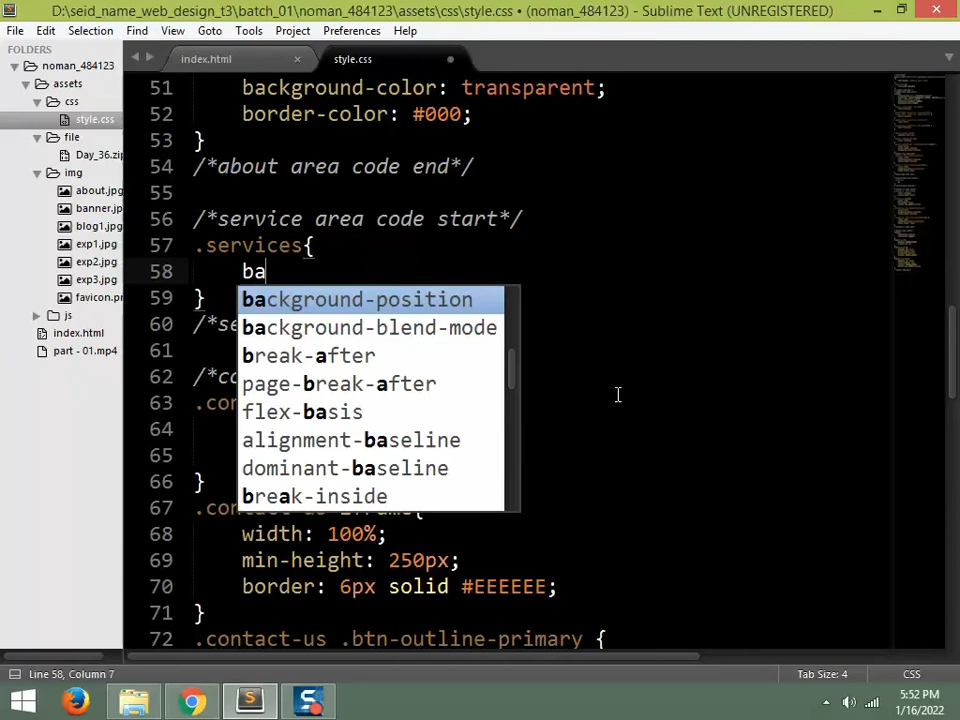 D:\seid_name_web_design_t3\batch_01\noman_484123\assets\css\style.css • (noman_484123) - Sublime Text (UNREGISTERED)
File Edit Selection Find View Goto Tools Project Preferences Help
FOLDERS
noman_484123
assets
css
style.css
file
Day_36.zip
img
about.jpg
banner.jp
blog1.jpg
exp1.jpg
exp2.jpg
exp3.jpg
favicon.pr
js
index.html
part - 01.mp4
index.html
style.css
51 background-color: transparent;
52 border-color: #000;
53 }
54 /*about area code end*/
55
56 /*service area code start*/
57 .services{
58 ba
59 }
60 /*se
61
62 /*co
63 .con
64
65
66 }
67
68 width: 100%;
69 min-height: 250px;
70 border: 6px solid #EEEEEE;
71 }
72 .contact-us .btn-outline-primary {
background-position
background-blend-mode
break-after
page-break-after
flex-basis
alignment-baseline
dominant-baseline
break-inside
Line 58, Column 7
Tab Size: 4
CSS
5:52 PM
1/16/2022